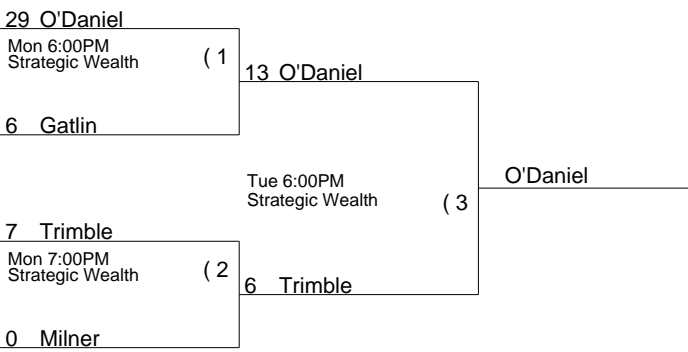 29 O'Daniel
Mon 6:00PM
Strategic Wealth
( 1
6 Gatlin
13 O'Daniel
Tue 6:00PM
Strategic Wealth
( 3
O'Daniel
7 Trimble
Mon 7:00PM
Strategic Wealth
( 2
6 Trimble
0 Milner